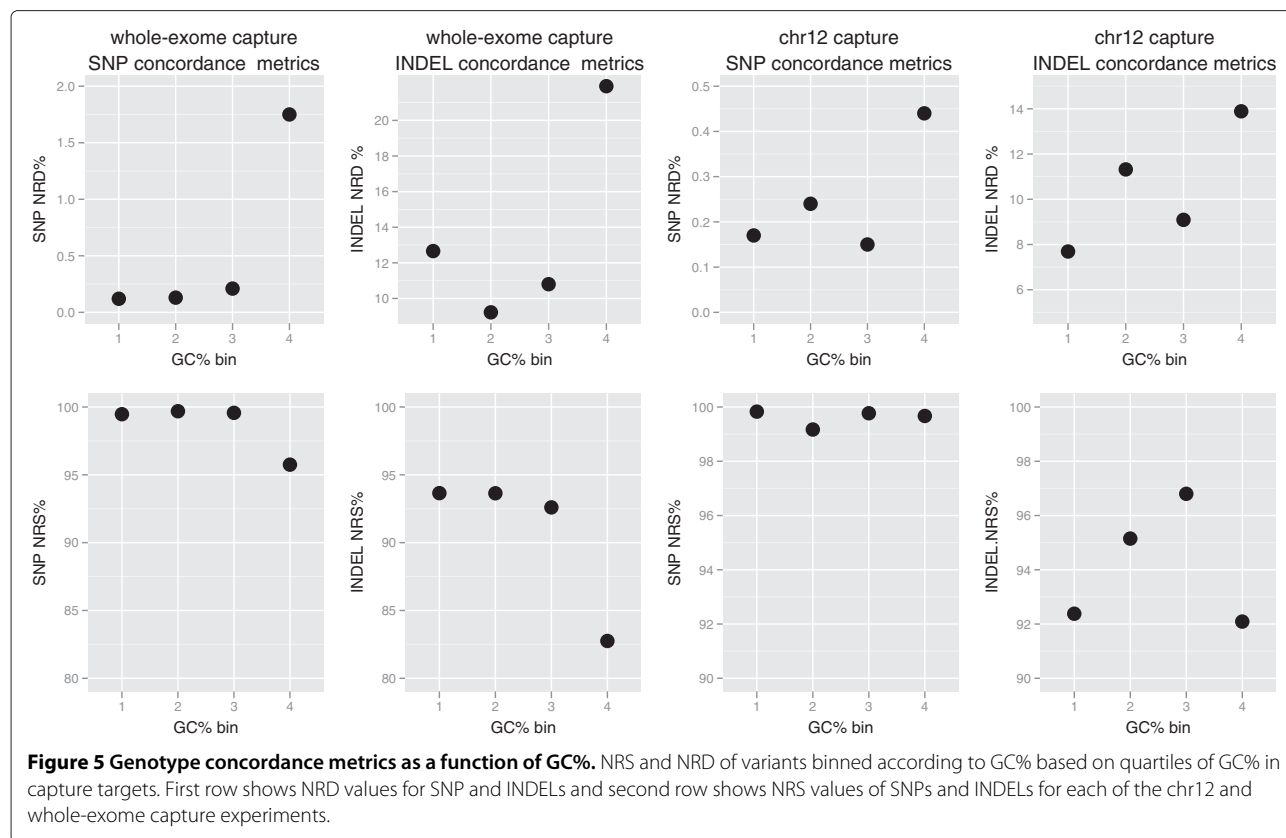 whole-exome capture
SNP concordance  metrics
whole-exome capture
INDEL concordance  metrics
chr12 capture
SNP concordance metrics
chr12 capture
INDEL concordance metrics
SNP NRD%
2.0
1.5
1.0
0.5
0.0
1 2 3 4
GC% bin
INDEL NRD %
20
18
16
14
12
10
1 2 3 4
GC% bin
SNP NRD%
0.5
0.4
0.3
0.2
0.1
0.0
1 2 3 4
GC% bin
INDEL NRD %
14
12
10
8
6
1 2 3 4
GC% bin
SNP NRS%
100
95
90
85
80
1 2 3 4
GC% bin
INDEL NRS%
100
95
90
85
80
1 2 3 4
GC% bin
SNP NRS%
100
98
96
94
92
90
1 2 3 4
GC% bin
INDEL.NRS%
100
98
96
94
92
90
1 2 3 4
GC% bin
Figure 5 Genotype concordance metrics as a function of GC%. NRS and NRD of variants binned according to GC% based on quartiles of GC% in
capture targets. First row shows NRD values for SNP and INDELs and second row shows NRS values of SNPs and INDELs for each of the chr12 and
whole-exome capture experiments.